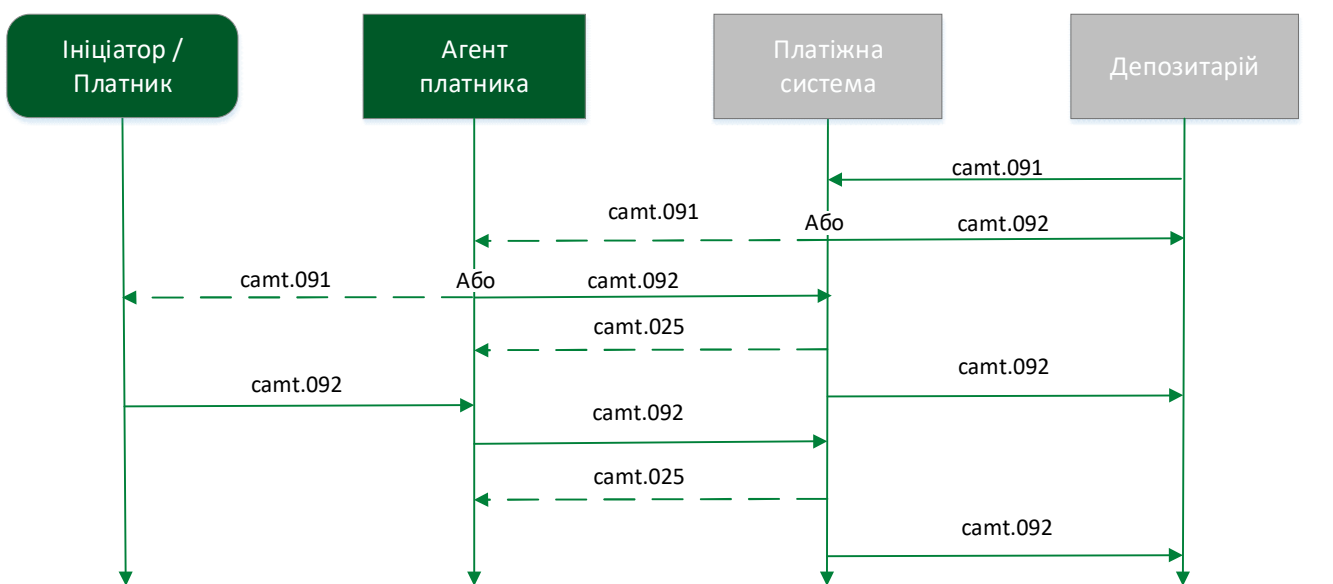 Ініціатор /
Платник
Агент
платника
Платіжна
система
Депозитарій
camt.091
camt.091
Або
camt.092
camt.091
Або
camt.092
camt.025
camt.092
camt.092
camt.092
camt.025
camt.092